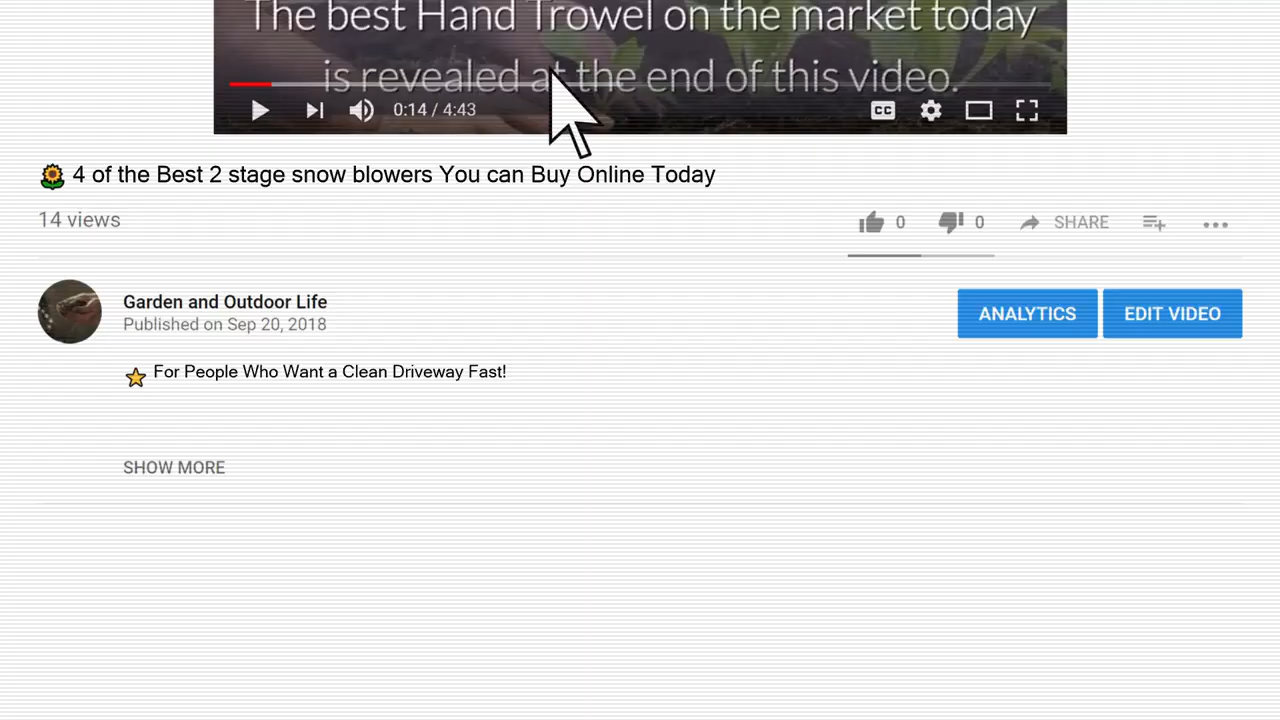 The best Hand Trowel on the market today
is revealed at the end of this video.
0:14 / 4:43
CC
4 of the Best 2 stage snow blowers You can Buy Online Today
14 views
0
0
SHARE
Garden and Outdoor Life
Published on Sep 20, 2018
ANALYTICS
EDIT VIDEO
For People Who Want a Clean Driveway Fast!
SHOW MORE